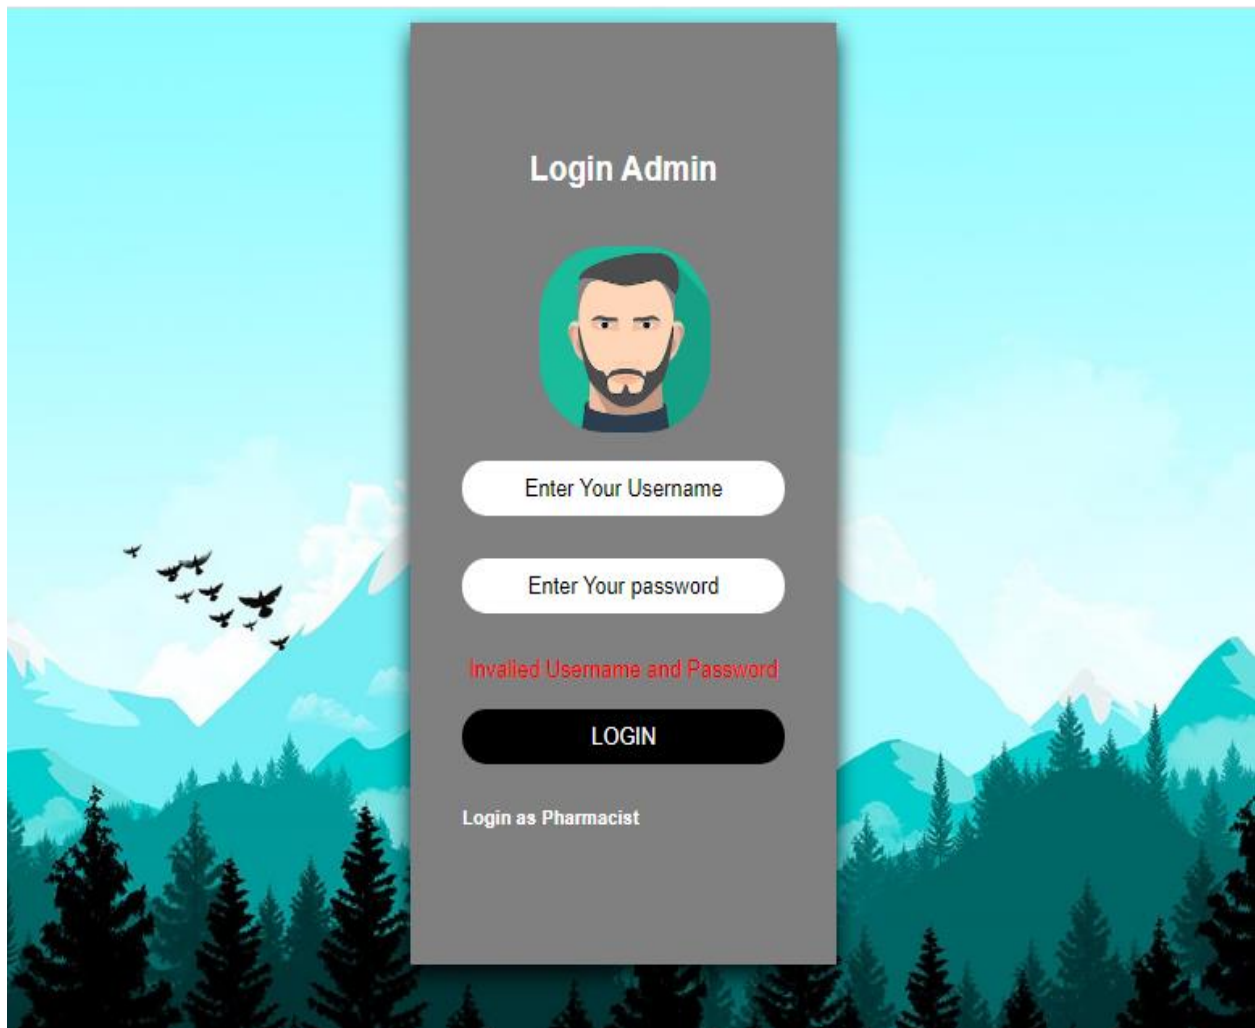 Login Admin
Enter Your Username
Enter Your password
Invalied Username and Password
LOGIN
Login as Pharmacist